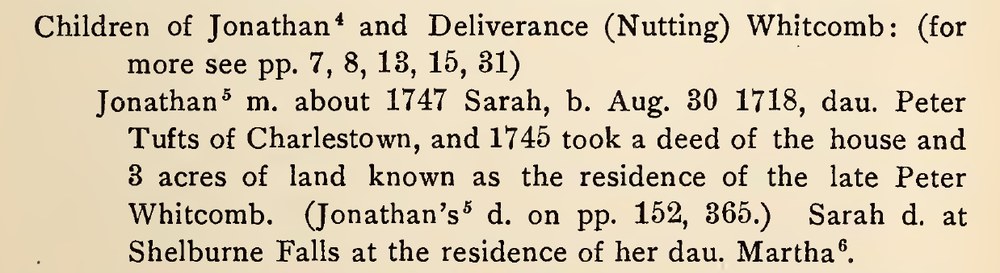 Children of Jonathan⁴ and Deliverance (Nutting) Whitcomb: (for
more see pp. 7, 8, 13, 15, 31)
Jonathan⁵ m. about 1747 Sarah, b. Aug. 30 1718, dau. Peter
Tufts of Charlestown, and 1745 took a deed of the house and
3 acres of land known as the residence of the late Peter
Whitcomb. (Jonathan's⁵ d. on pp. 152, 365.) Sarah d. at
Shelburne Falls at the residence of her dau. Martha⁶.